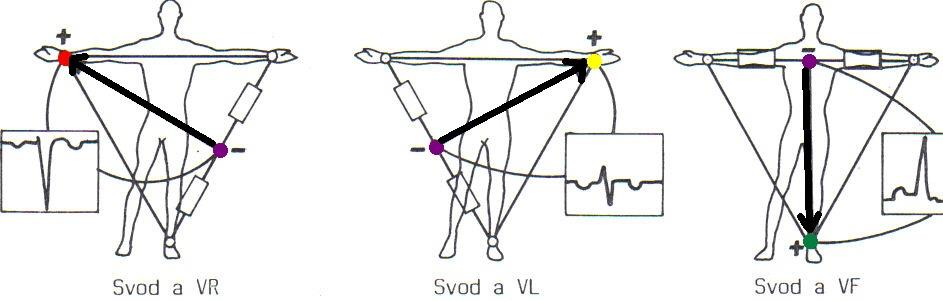 + + −
− − +
Svod a VR Svod a VL Svod a VF